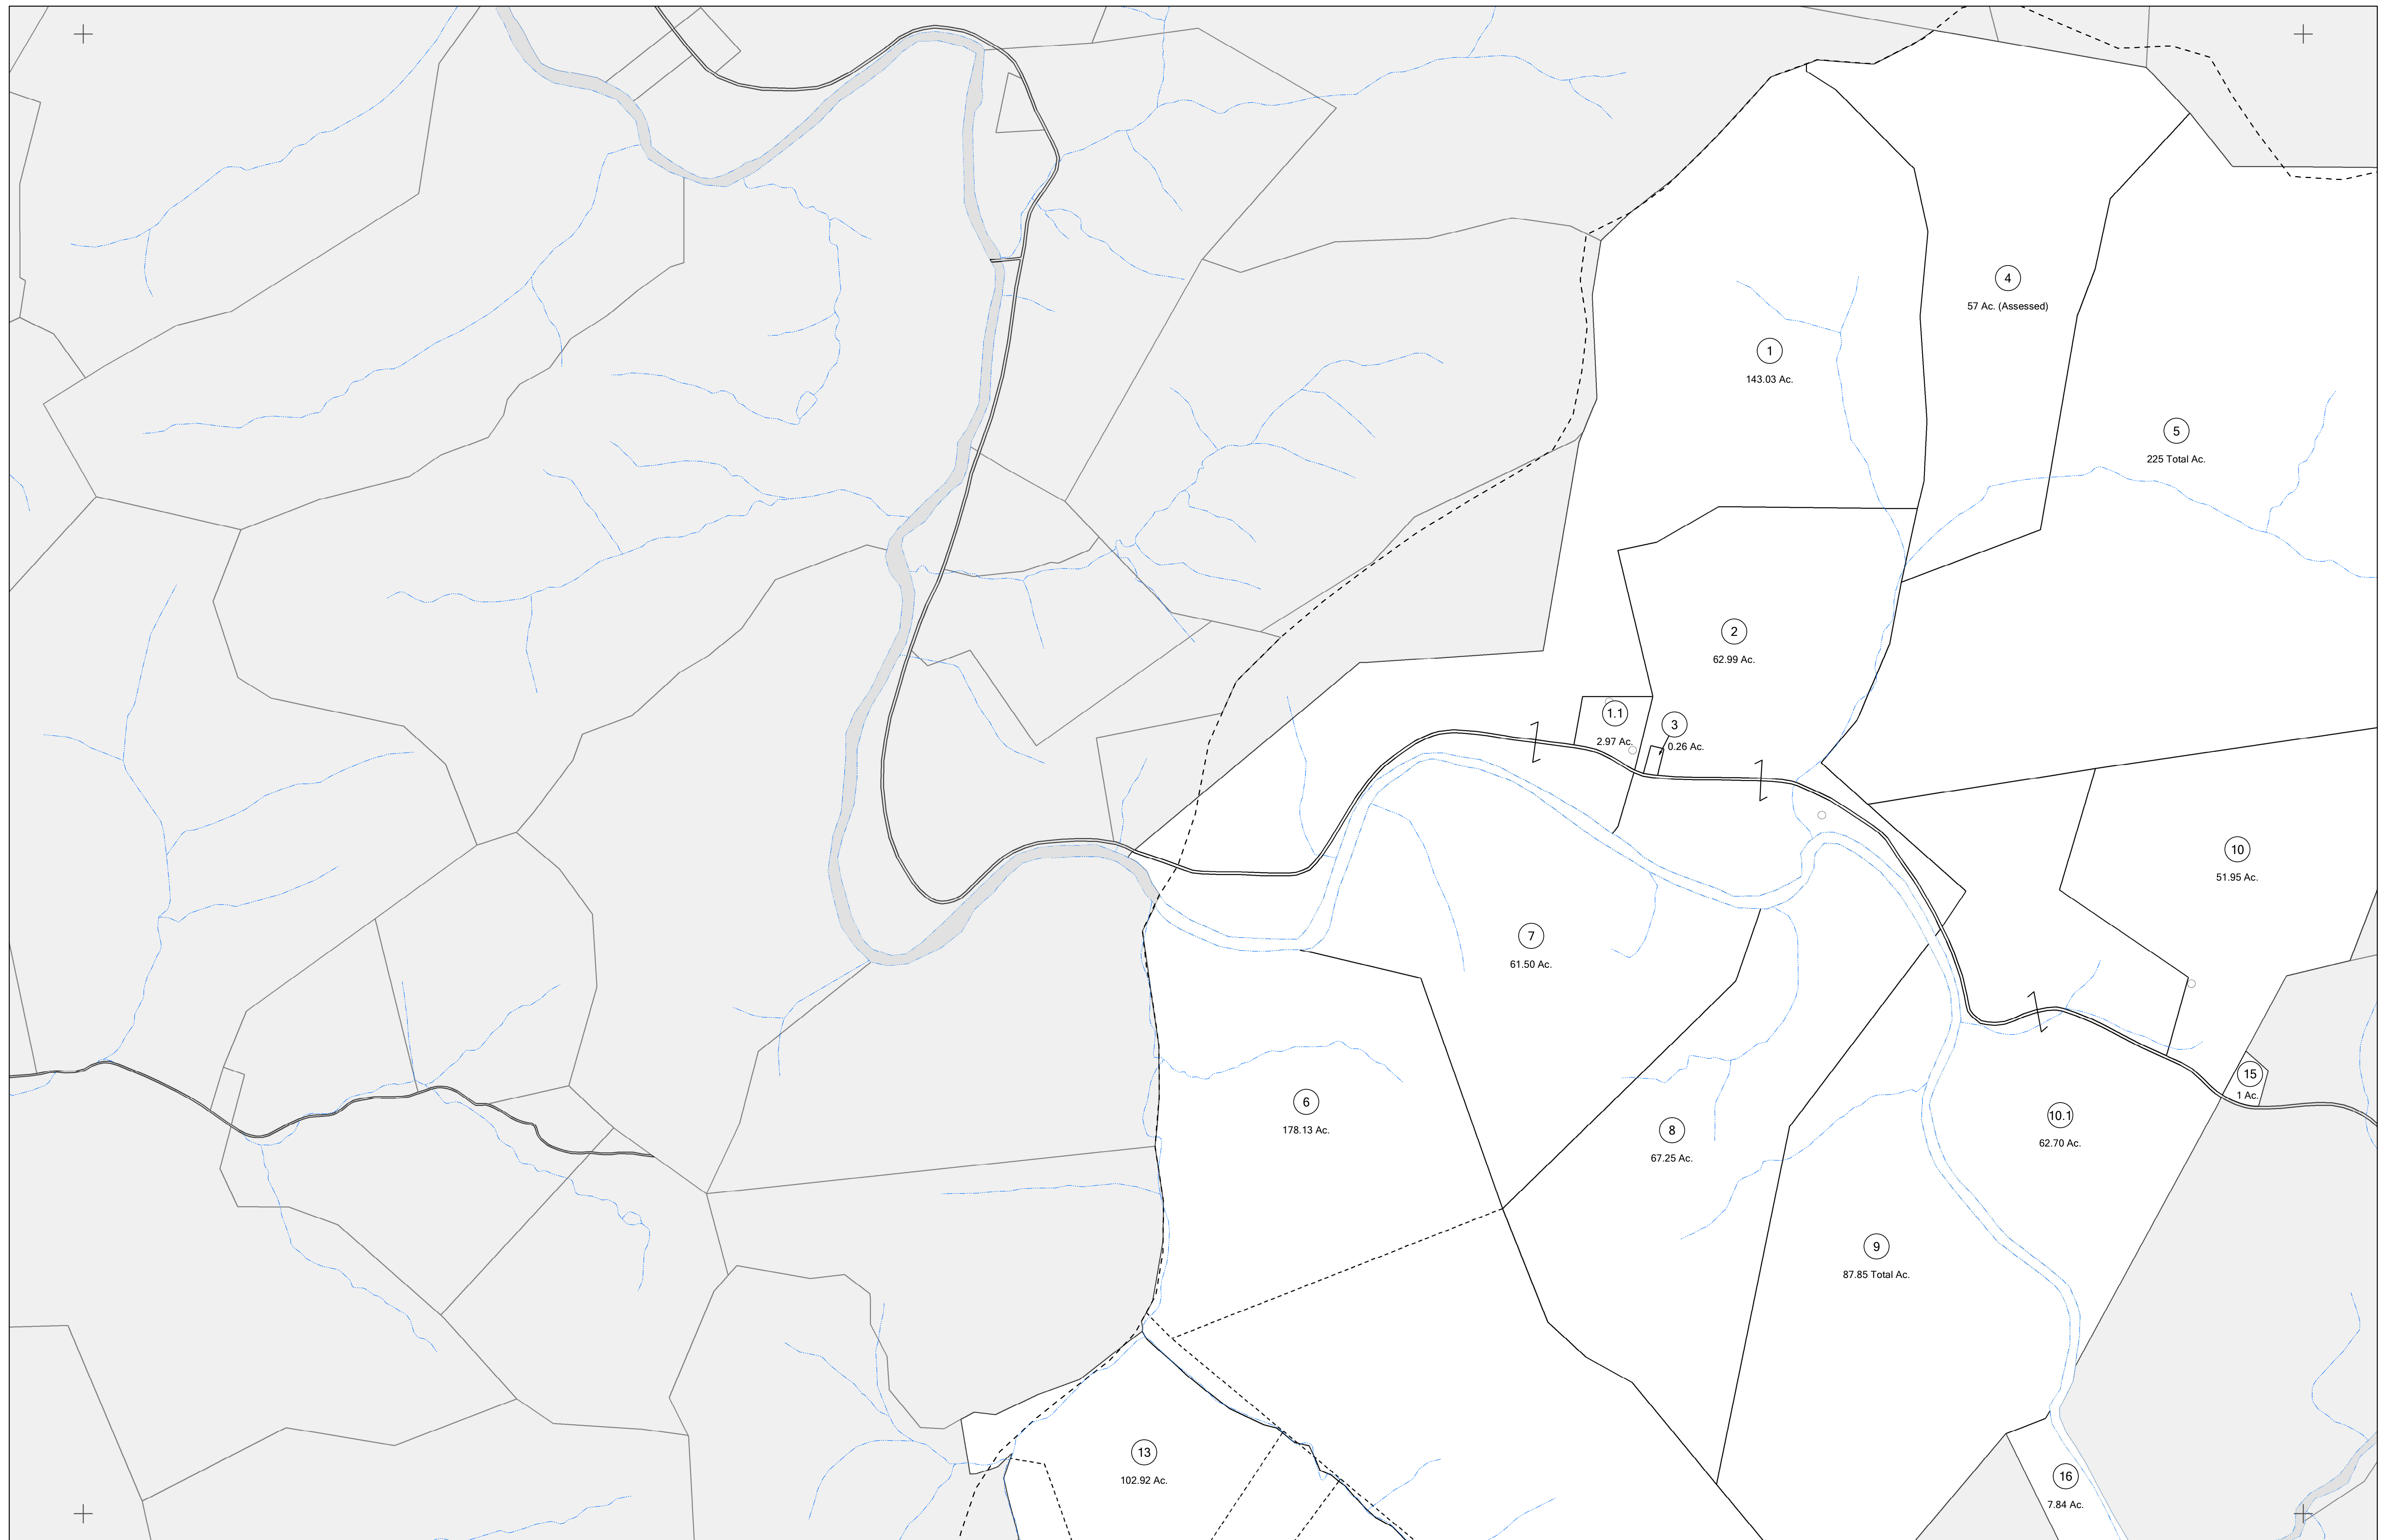 4
57 Ac. (Assessed)
1
143.03 Ac.
5
225 Total Ac.
2
62.99 Ac.
1.1
2.97 Ac.
3
0.26 Ac.
10
51.95 Ac.
7
61.50 Ac.
15
1 Ac.
6
178.13 Ac.
8
67.25 Ac.
10.1
62.70 Ac.
9
87.85 Total Ac.
13
102.92 Ac.
16
7.84 Ac.